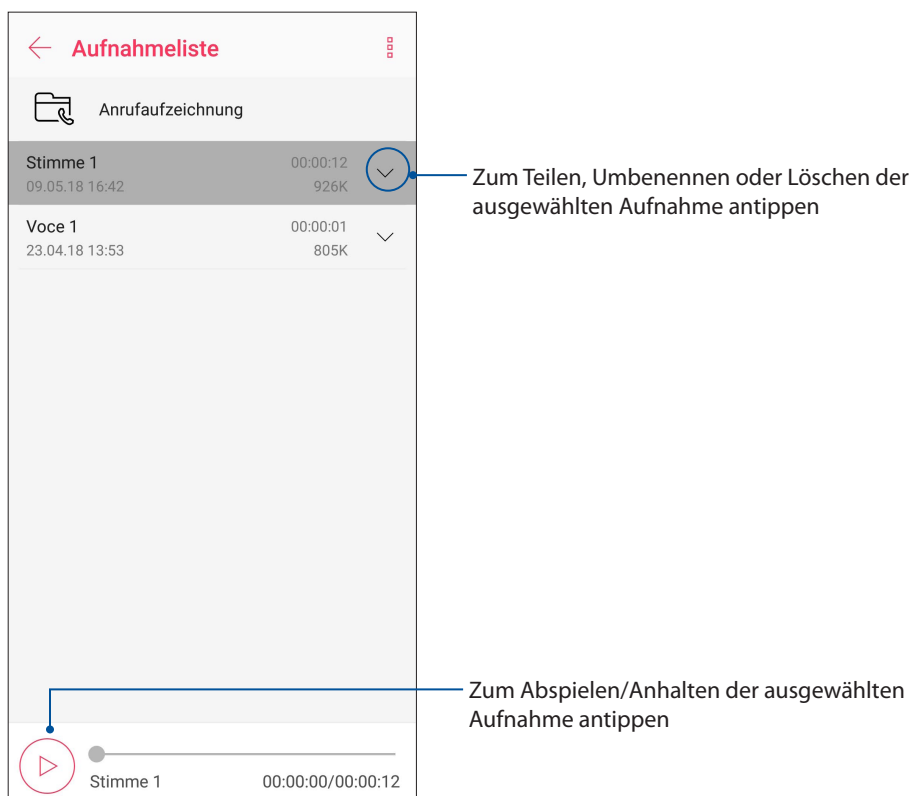 Aufnahmeliste
Anrufaufzeichnung
Stimme 1 00:00:12
09.05.18 16:42 926K
Zum Teilen, Umbenennen oder Löschen der
ausgewählten Aufnahme antippen
Voce 1 00:00:01
23.04.18 13:53 805K
Zum Abspielen/Anhalten der ausgewählten
Aufnahme antippen
Stimme 1 00:00:00/00:00:12